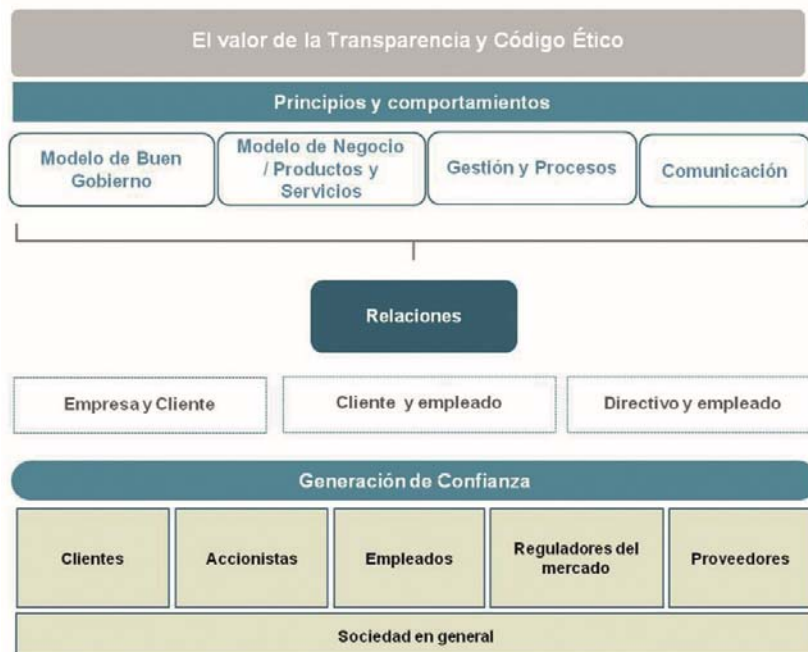 El valor de la Transparencia y Código Ético
Principios y comportamientos
Modelo de Buen
Gobierno
Modelo de Negocio
/ Productos y
Servicios
Gestión y Procesos
Comunicación
Relaciones
Empresa y Cliente
Cliente y empleado
Directivo y empleado
Generación de Confianza
Clientes
Accionistas
Empleados
Reguladores del
mercado
Proveedores
Sociedad en general